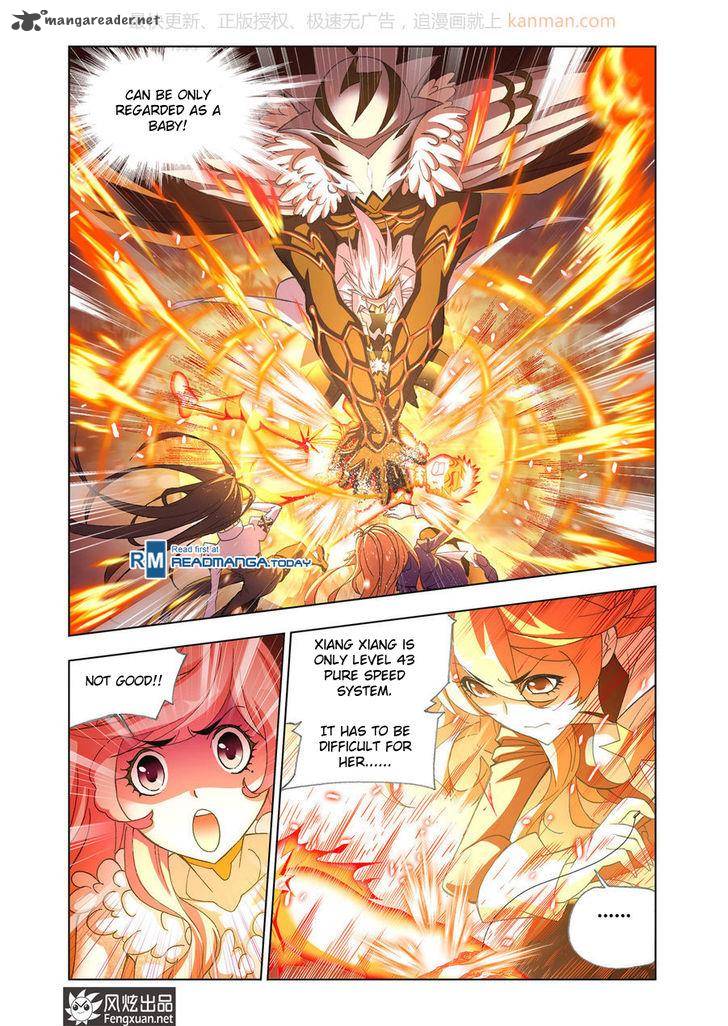 mangareader.net
最快更新、正版授权、极速无广告，追漫画就上 kanman.com
CAN BE ONLY
REGARDED AS A
BABY!
RM
Read first at
READMANGA.TODAY
NOT GOOD!!
XIANG XIANG IS
ONLY LEVEL 43
PURE SPEED
SYSTEM.
IT HAS TO BE
DIFFICULT FOR
HER......
......
风炫出品
Fengxuan.net